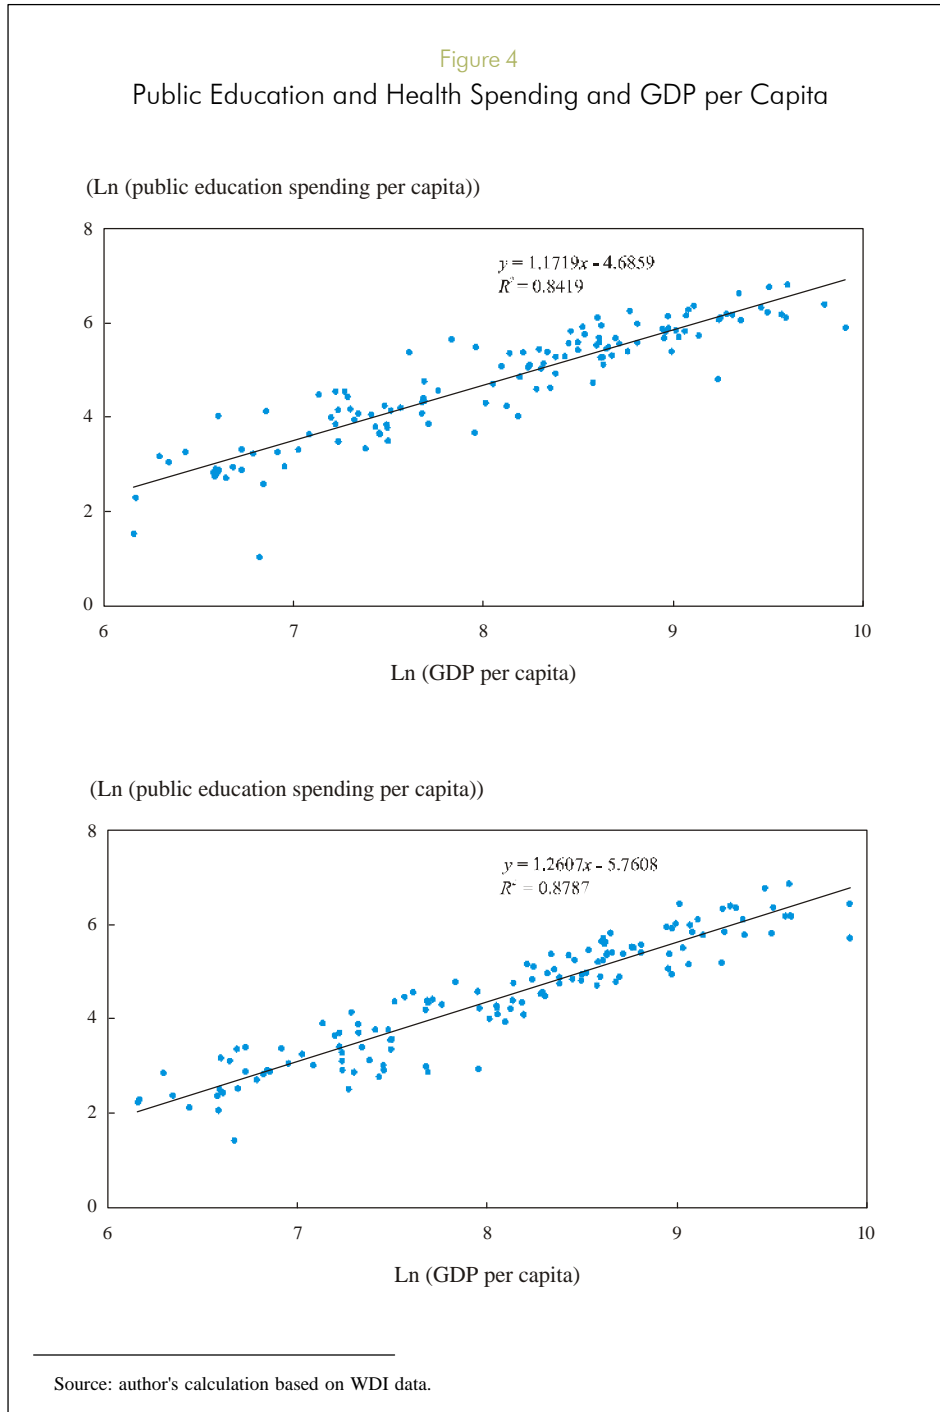 Figure 4
Public Education and Health Spending and GDP per Capita
(Ln (public education spending per capita))
8
y = 1.1719x - 4.6859
R² = 0.8419
6
4
2
0
6 7 8 9 10
Ln (GDP per capita)
(Ln (public education spending per capita))
8
y = 1.2607x - 5.7608
R² = 0.8787
6
4
2
0
6 7 8 9 10
Ln (GDP per capita)
Source: author's calculation based on WDI data.